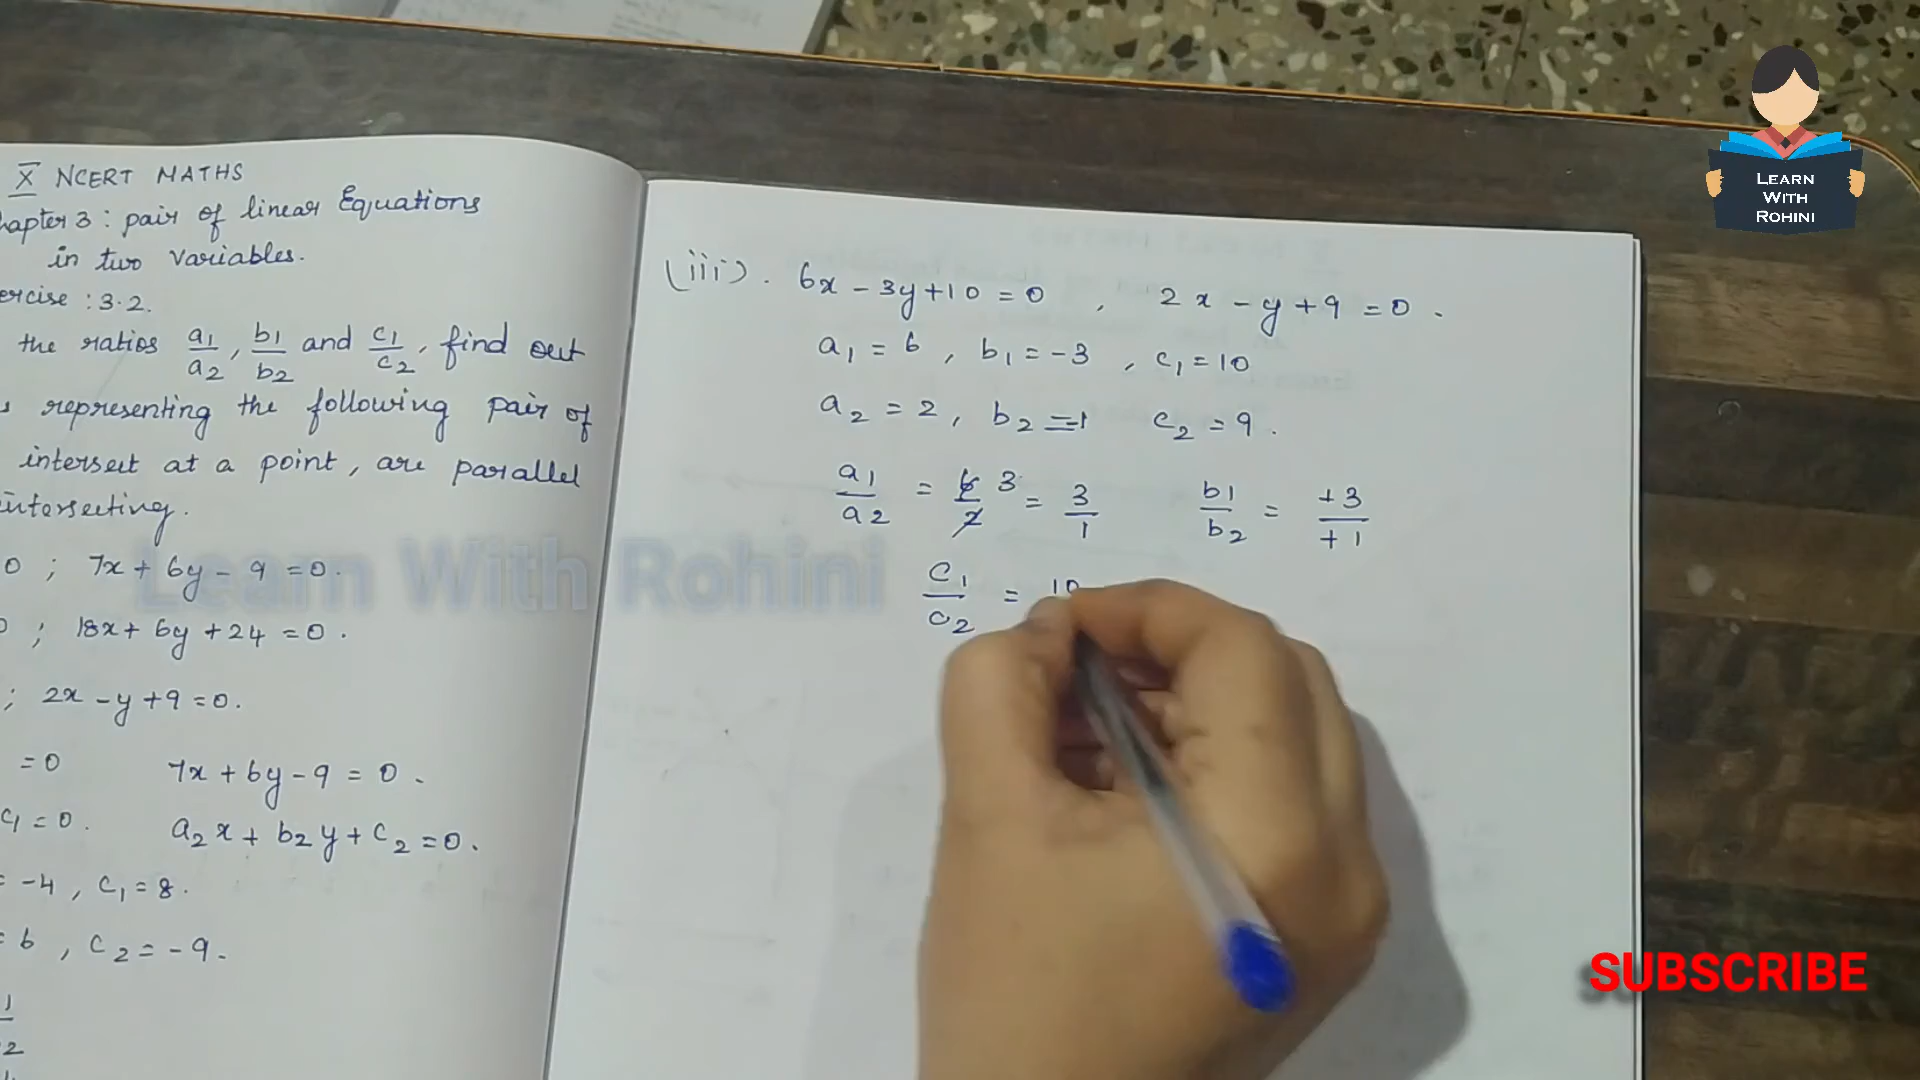 X NCERT MATHS
chapter 3 : pair of linear Equations
in two variables.
ercise : 3.2.
the ratios a1/a2, b1/b2 and c1/c2, find out
representing the following pair of
intersect at a point, are parallel
intersecting.
0 ; 7x + 6y - 9 = 0.
0 ; 18x + 6y + 24 = 0.
; 2x - y + 9 = 0.
= 0 7x + 6y - 9 = 0.
c1 = 0. a2x + b2y + c2 = 0.
= -4, c1 = 8.
= 6, c2 = -9.
1
2
(iii). 6x - 3y + 10 = 0, 2x - y + 9 = 0.
a1 = 6, b1 = -3, c1 = 10
a2 = 2, b2 = -1 c2 = 9.
a1/a2 = 6/2 3 = 3/1 b1/b2 = +3/+1
c1/c2 = 10
Learn With Rohini
LEARN
WITH
ROHINI
SUBSCRIBE